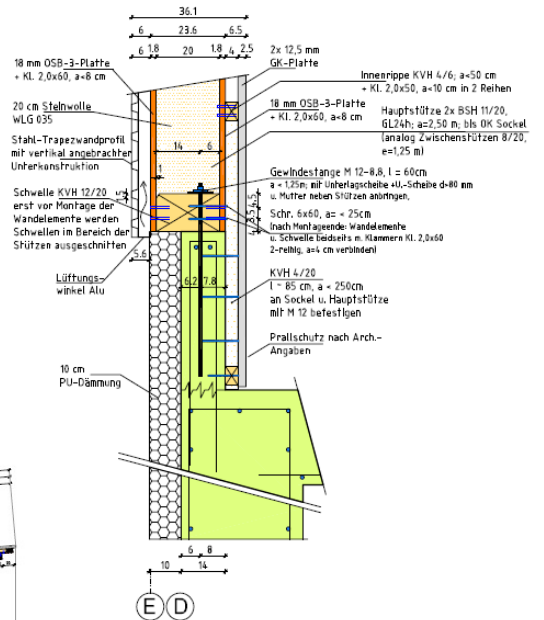 36.1
6 23.6 6.5
6 1.8 20 1.8 4 2.5
2x 12,5 mm
GK-Platte
18 mm OSB-3-Platte
+ Kl. 2,0x60, a<8 cm
20 cm Steinwolle
WLG 035
Stahl-Trapezwandprofil
mit vertikal angebrachter
Unterkonstruktion
Schwelle KVH 12/20
erst vor Montage der
Wandelemente werden
Schwellen im Bereich der
Stützen ausgeschnitten
Lüftungs-
winkel Alu
10 cm
PU-Dämmung
Innenrippe KVH 4/6; a<50 cm
+ Kl. 2,0x50, a<10 cm in 2 Reihen
18 mm OSB-3-Platte
+ Kl. 2,0x60, a<8 cm
Hauptstütze 2x BSH 11/20,
GL24h; a=2,50 m; bis OK Sockel
(analog Zwischenstützen 8/20,
e=1,25 m)
Gewindestange M 12-8.8, l = 60cm
a < 1,25m; mit Unterlagscheibe +U.-Scheibe d=80 mm
u. Mutter neben Stützen anbringen,
Schr. 6x60, a= < 25cm
(nach Montageende: Wandelemente
u. Schwelle beidseits m. Klammern Kl. 2,0x60
2-reihig, a=4 cm verbinden)
KVH 4/20
l ~ 85 cm, a < 250cm
an Sockel u. Hauptstütze
mit M 12 befestigen
Prallschutz nach Arch.-
Angaben
14 6
1
5.6
6.2 7.8
6 8
10 14
E D